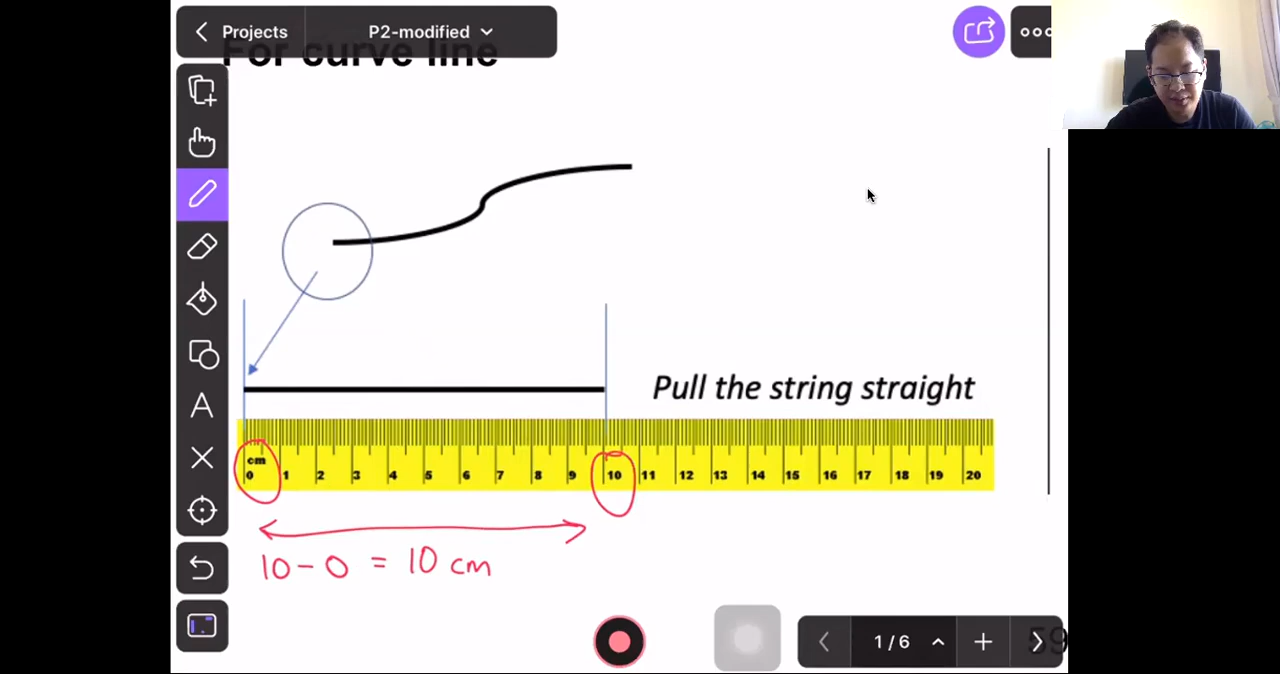 Projects P2-modified
For curve line
Pull the string straight
cm
0 1 2 3 4 5 6 7 8 9 10 11 12 13 14 15 16 17 18 19 20
10 - 0 = 10 cm
1 / 6
59